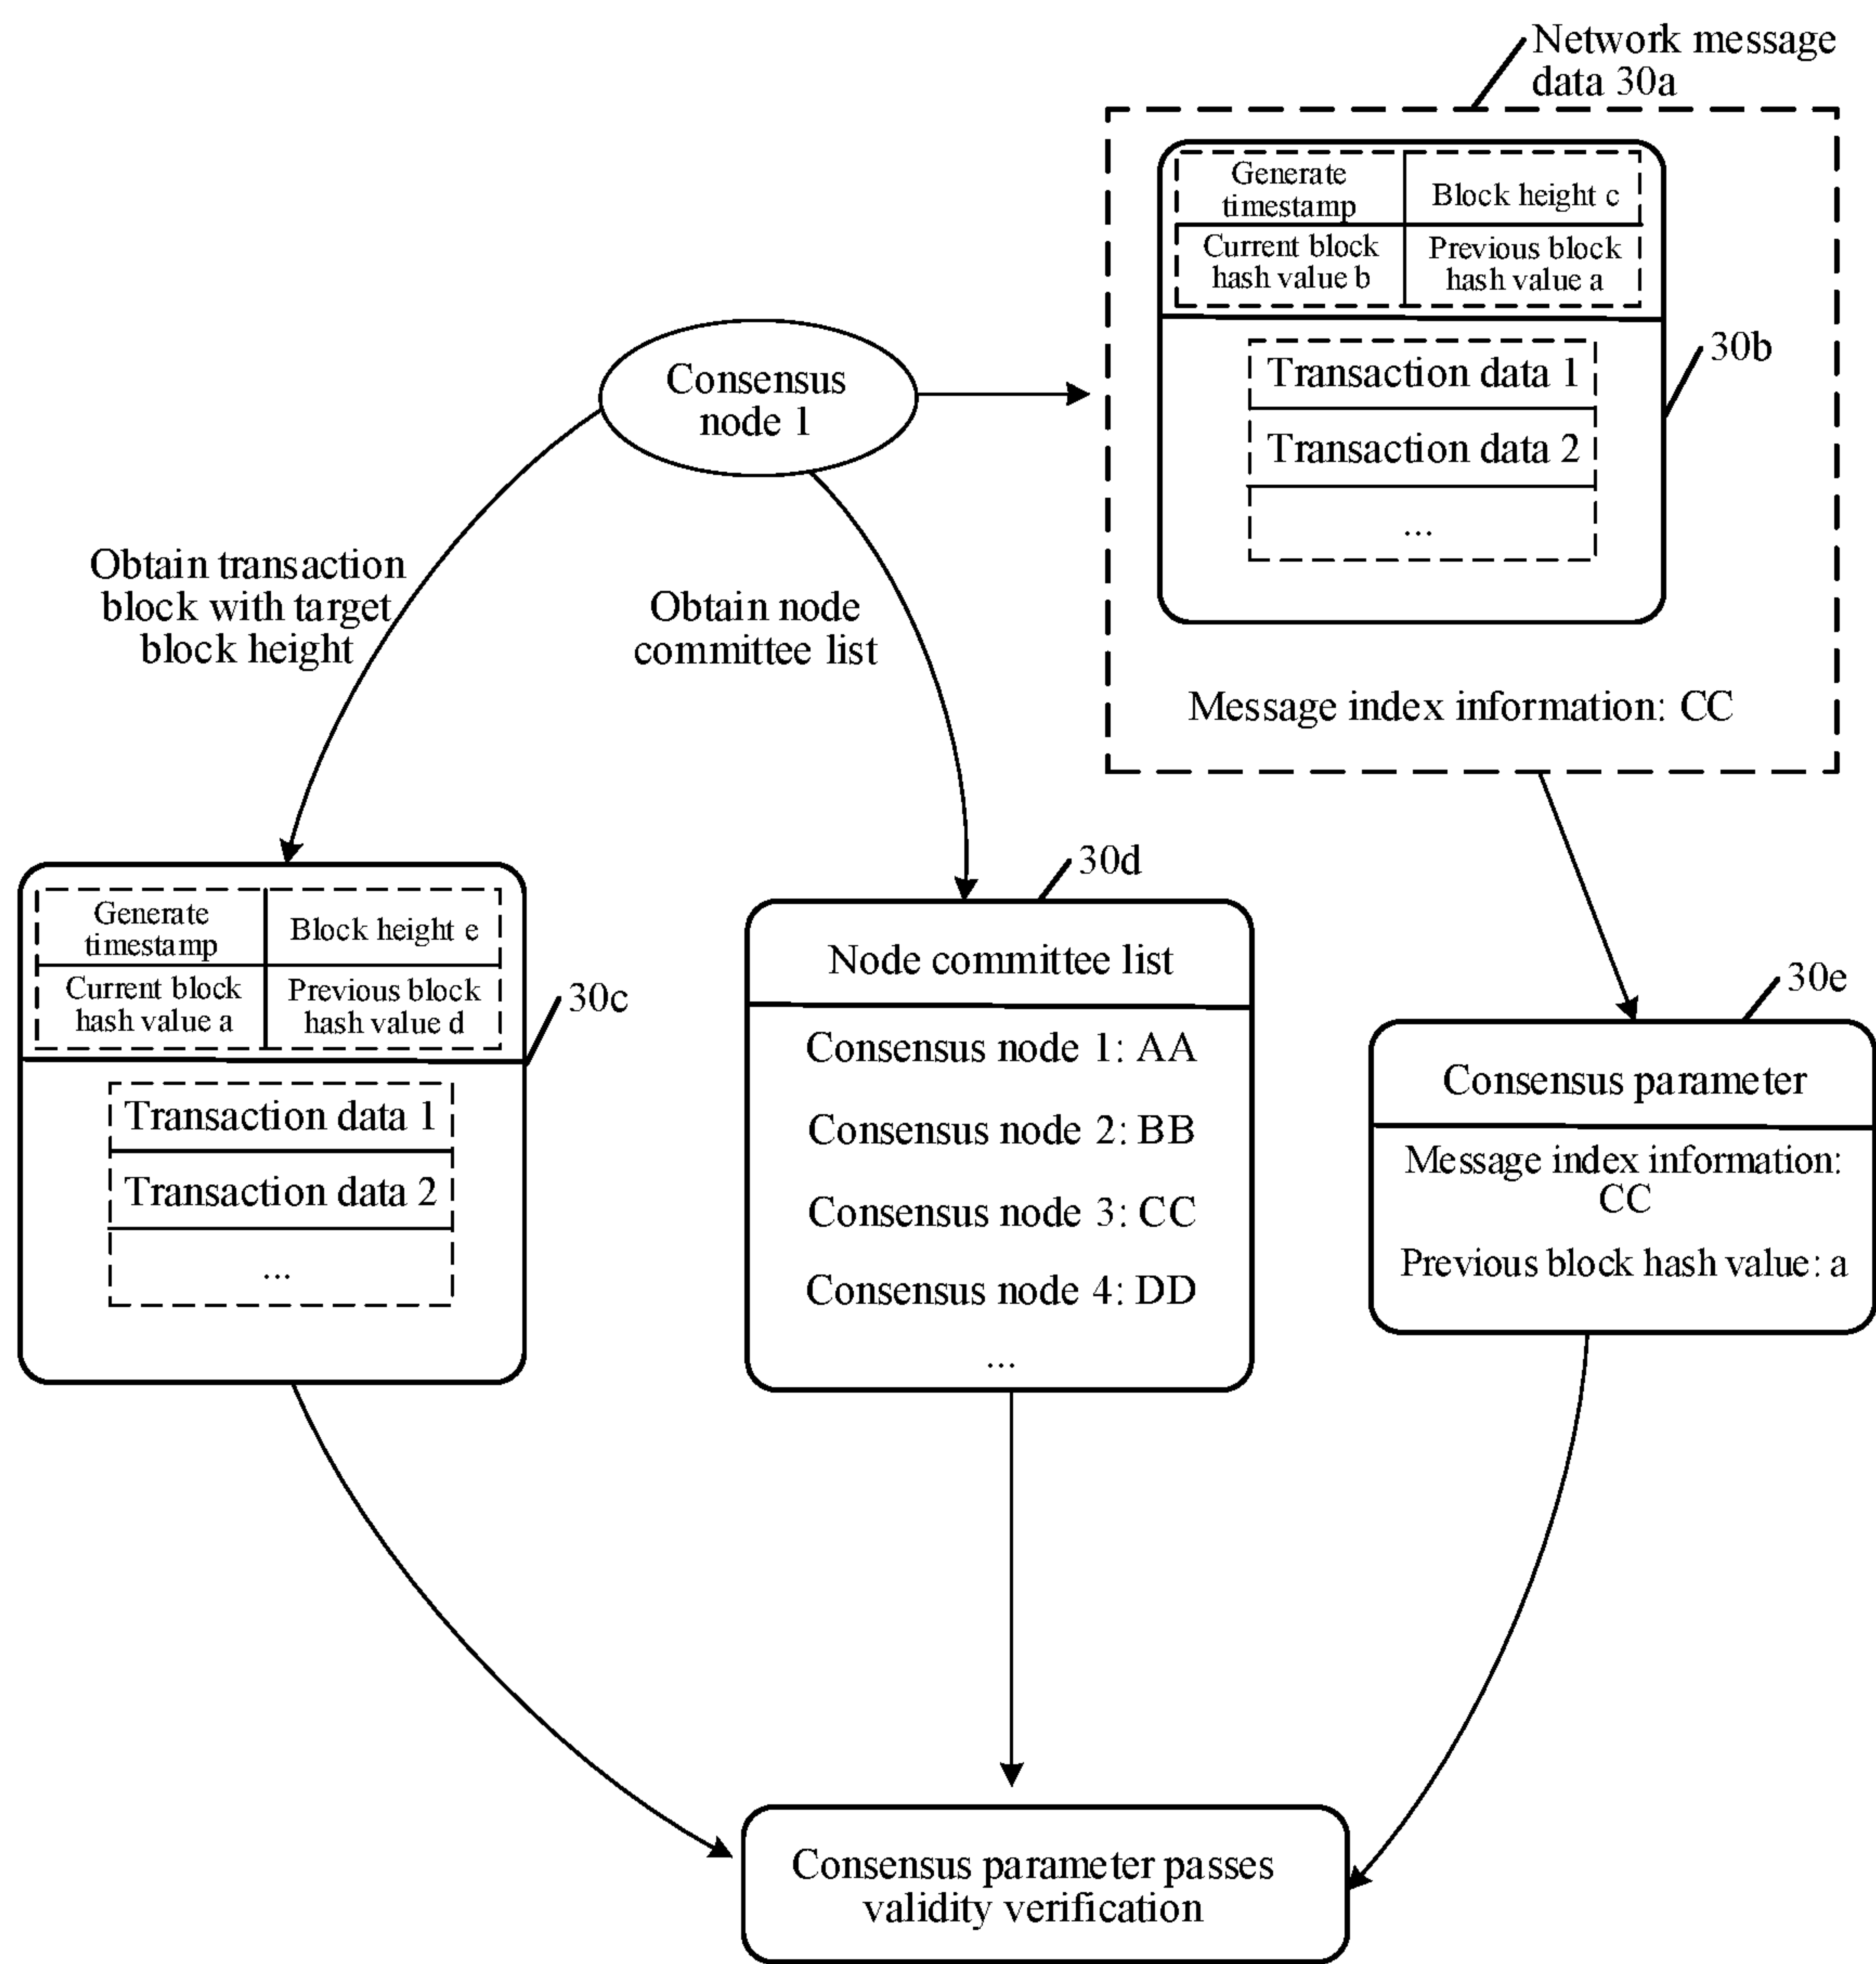 Network message
data 30a
Generate
timestamp
Block height c
Current block
hash value b
Previous block
hash value a
Transaction data 1
Transaction data 2
...
30b
Message index information: CC
Consensus
node 1
Obtain transaction
block with target
block height
Obtain node
committee list
Generate
timestamp
Block height e
Current block
hash value a
Previous block
hash value d
30c
Transaction data 1
Transaction data 2
...
30d
Node committee list
Consensus node 1: AA
Consensus node 2: BB
Consensus node 3: CC
Consensus node 4: DD
...
30e
Consensus parameter
Message index information:
CC
Previous block hash value: a
Consensus parameter passes
validity verification